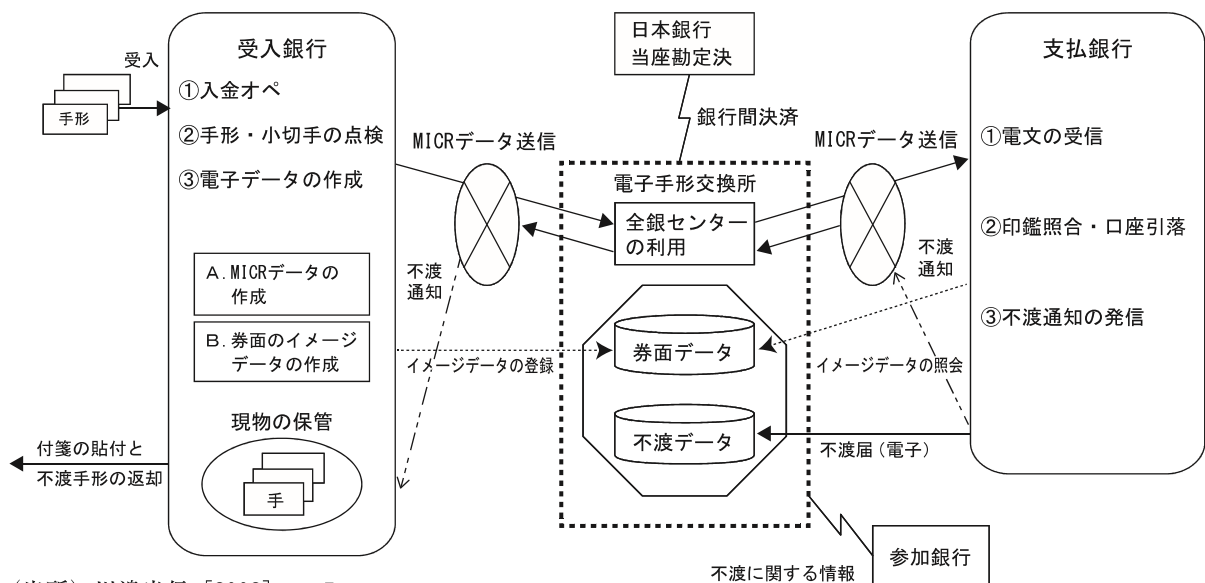 受入
手形
受入銀行
①入金オペ
②手形・小切手の点検
③電子データの作成
A. MICRデータの
作成
B. 券面のイメージ
データの作成
現物の保管
手
付箋の貼付と
不渡手形の返却
MICRデータ送信
不渡
通知
イメージデータの登録
日本銀行
当座勘定決
銀行間決済
電子手形交換所
全銀センター
の利用
券面データ
不渡データ
MICRデータ送信
不渡
通知
イメージデータの照会
不渡届(電子)
支払銀行
①電文の受信
②印鑑照合・口座引落
③不渡通知の発信
参加銀行
不渡に関する情報